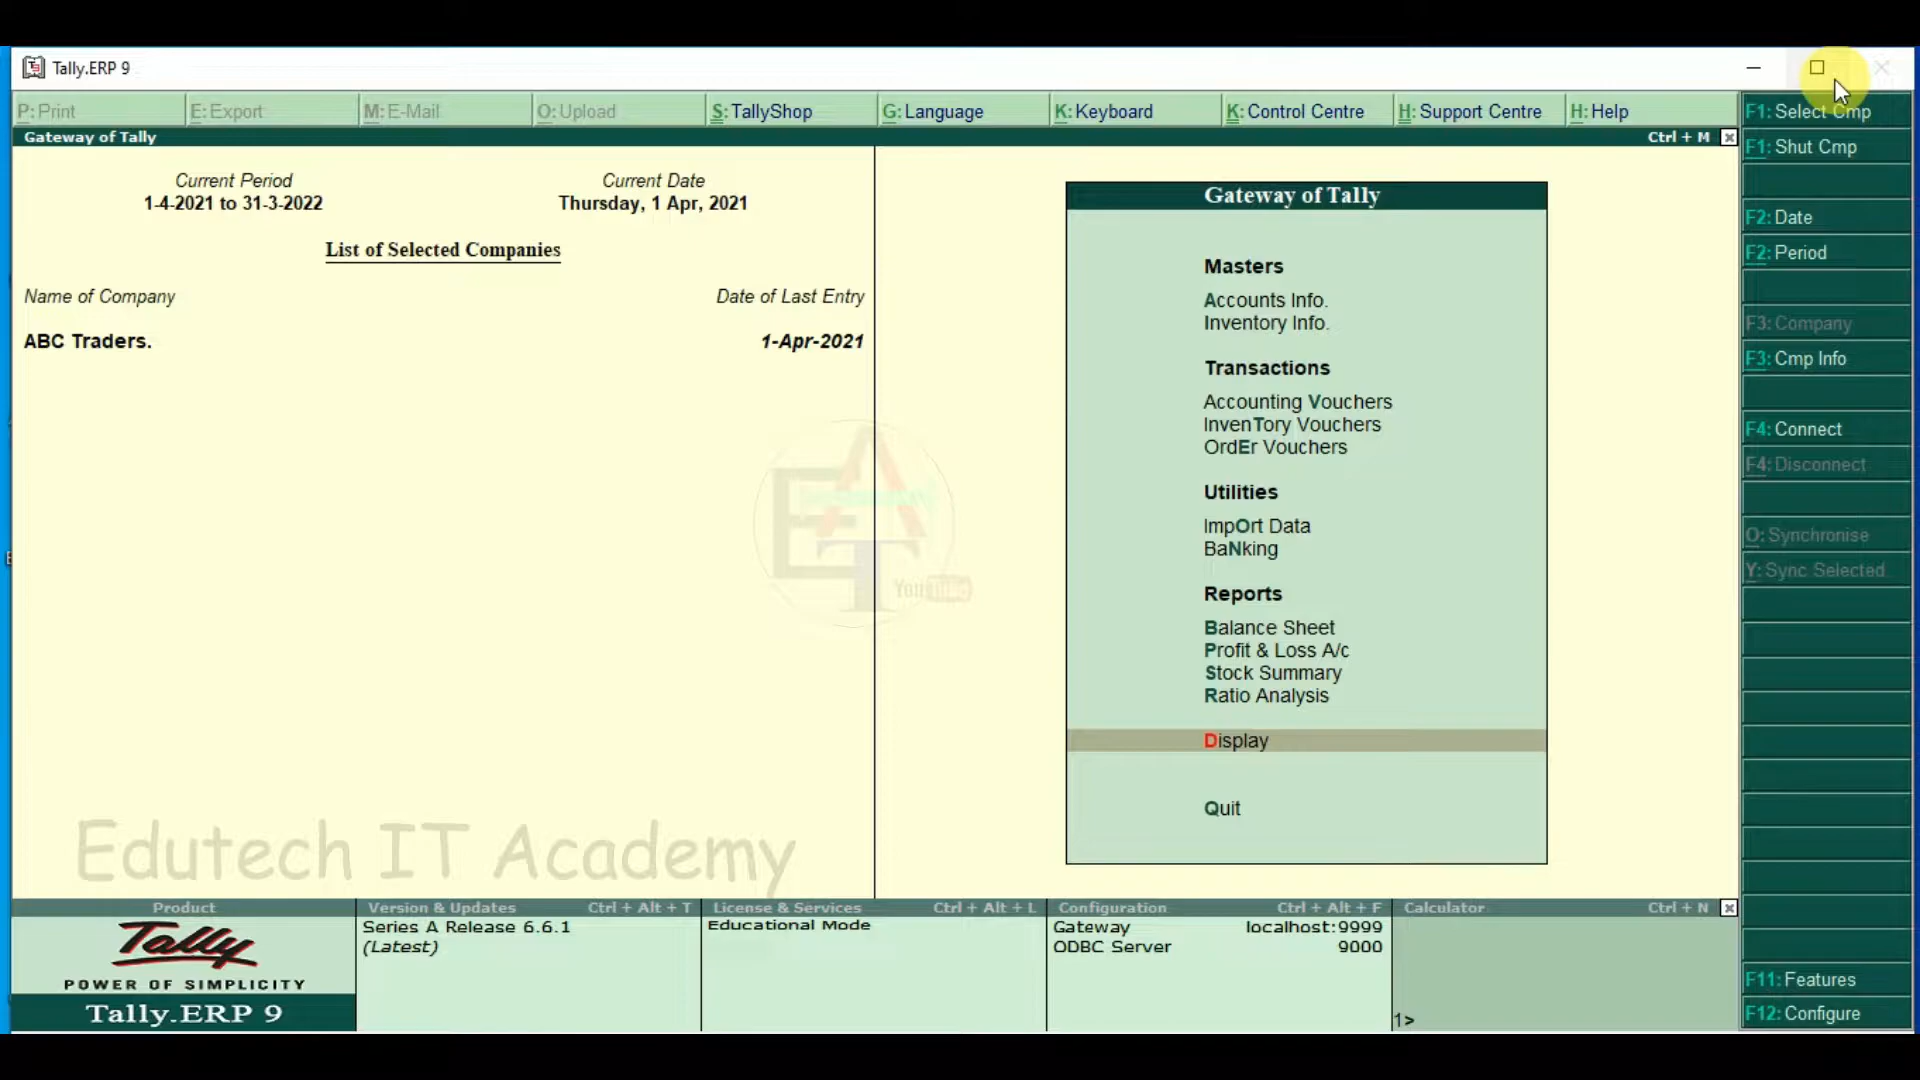 Tally.ERP 9
P: Print
E: Export
M: E-Mail
O: Upload
S: TallyShop
G: Language
K: Keyboard
K: Control Centre
H: Support Centre
H: Help
Gateway of Tally
Ctrl + M
Current Period
1-4-2021 to 31-3-2022
Current Date
Thursday, 1 Apr, 2021
List of Selected Companies
Name of Company
Date of Last Entry
ABC Traders.
1-Apr-2021
EAT
YouTube
Edutech IT Academy
Gateway of Tally
Masters
Accounts Info.
Inventory Info.
Transactions
Accounting Vouchers
InvenTory Vouchers
OrdEr Vouchers
Utilities
ImpOrt Data
BaNking
Reports
Balance Sheet
Profit & Loss A/c
Stock Summary
Ratio Analysis
Display
Quit
F1: Select Cmp
F1: Shut Cmp
F2: Date
F2: Period
F3: Company
F3: Cmp Info
F4: Connect
F4: Disconnect
O: Synchronise
Y: Sync Selected
F11: Features
F12: Configure
Product
Tally
POWER OF SIMPLICITY
Tally.ERP 9
Version & Updates Ctrl + Alt + T
Series A Release 6.6.1
(Latest)
License & Services Ctrl + Alt + L
Educational Mode
Configuration Ctrl + Alt + F
Gateway localhost:9999
ODBC Server 9000
Calculator Ctrl + N
1>